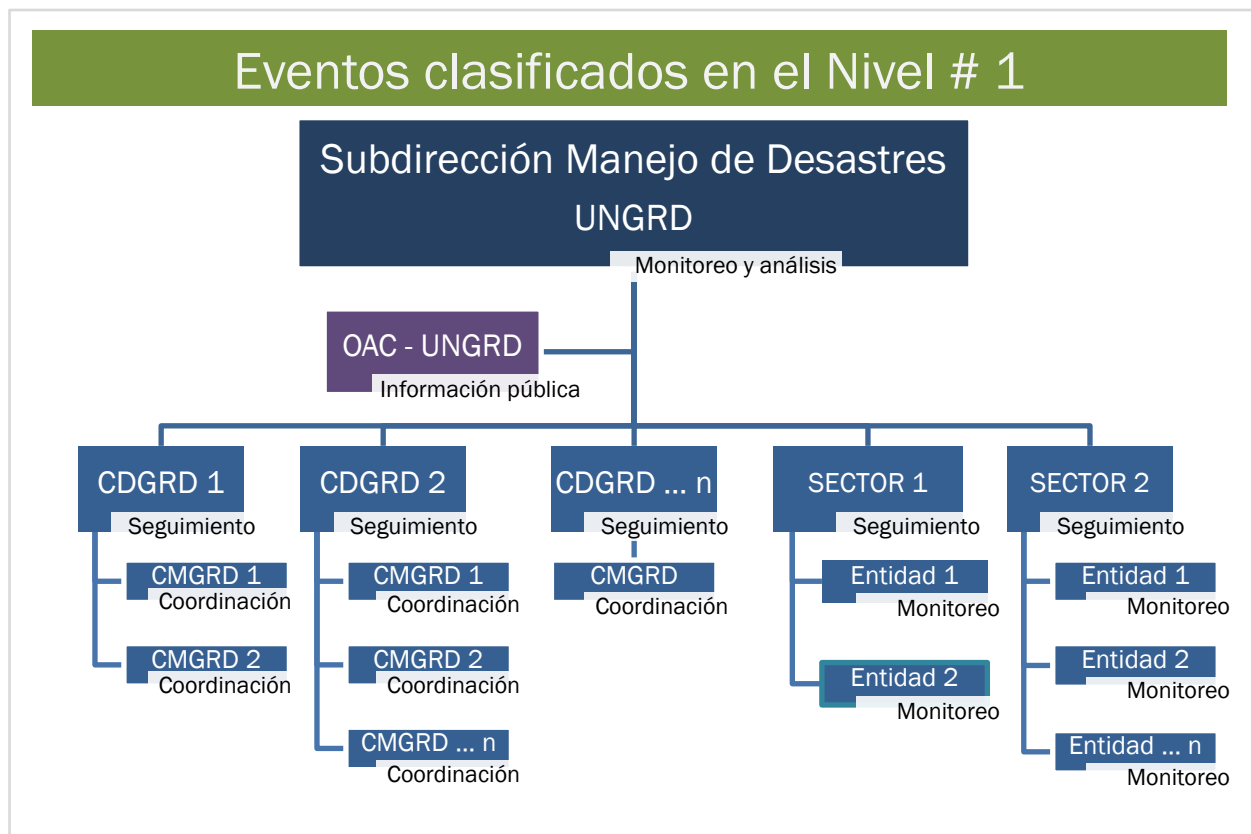 Eventos clasificados en el Nivel # 1
Subdirección Manejo de Desastres
UNGRD
Monitoreo y análisis
OAC - UNGRD
Información pública
CDGRD 1
Seguimiento
CMGRD 1
Coordinación
CMGRD 2
Coordinación
CDGRD 2
Seguimiento
CMGRD 1
Coordinación
CMGRD 2
Coordinación
CMGRD ... n
Coordinación
CDGRD ... n
Seguimiento
CMGRD
Coordinación
SECTOR 1
Seguimiento
Entidad 1
Monitoreo
Entidad 2
Monitoreo
SECTOR 2
Seguimiento
Entidad 1
Monitoreo
Entidad 2
Monitoreo
Entidad ... n
Monitoreo